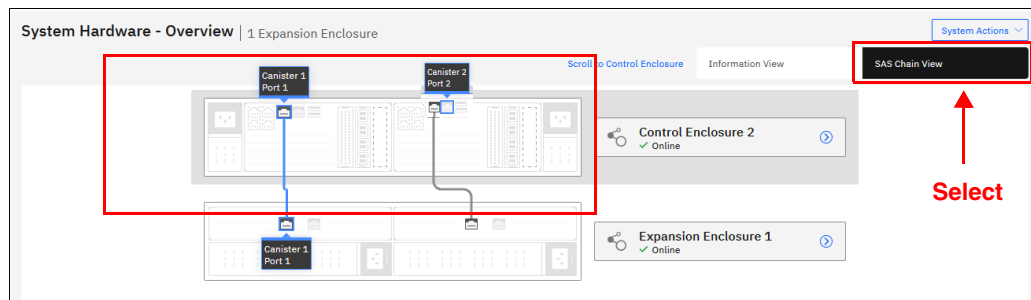 System Hardware - Overview | 1 Expansion Enclosure
System Actions
Scroll to Control Enclosure
Information View
SAS Chain View
Canister 1
Port 1
Canister 2
Port 2
Control Enclosure 2
Online
Select
Expansion Enclosure 1
Online
Canister 1
Port 1